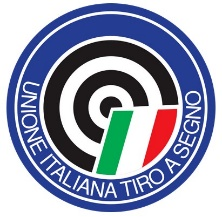 UNIONE ITALIANA TIRO A SEGNO